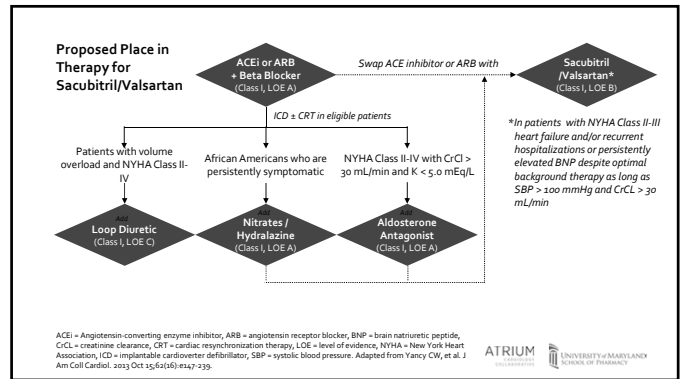 Proposed Place in
Therapy for
Sacubitril/Valsartan
ACEi or ARB
+ Beta Blocker
(Class I, LOE A)
Swap ACE inhibitor or ARB with
Sacubitril
/Valsartan*
(Class I, LOE B)
ICD ± CRT in eligible patients
Patients with volume
overload and NYHA Class II-
IV
African Americans who are
persistently symptomatic
NYHA Class II-IV with CrCl >
30 mL/min and K < 5.0 mEq/L
*In patients with NYHA Class II-III
heart failure and/or recurrent
hospitalizations or persistently
elevated BNP despite optimal
background therapy as long as
SBP > 100 mmHg and CrCL > 30
mL/min
Add
Loop Diuretic
(Class I, LOE C)
Add
Nitrates /
Hydralazine
(Class I, LOE A)
Add
Aldosterone
Antagonist
(Class I, LOE A)
ACEi = Angiotensin-converting enzyme inhibitor, ARB = angiotensin receptor blocker, BNP = brain natriuretic peptide,
CrCL = creatinine clearance, CRT = cardiac resynchronization therapy, LOE = level of evidence, NYHA = New York Heart
Association, ICD = implantable cardioverter defibrillator, SBP = systolic blood pressure. Adapted from Yancy CW, et al. J
Am Coll Cardiol. 2013 Oct 15;62(16):e147-239.
ATRIUM
CARDIOLOGY
COLLABORATIVE
UNIVERSITY of MARYLAND
SCHOOL OF PHARMACY